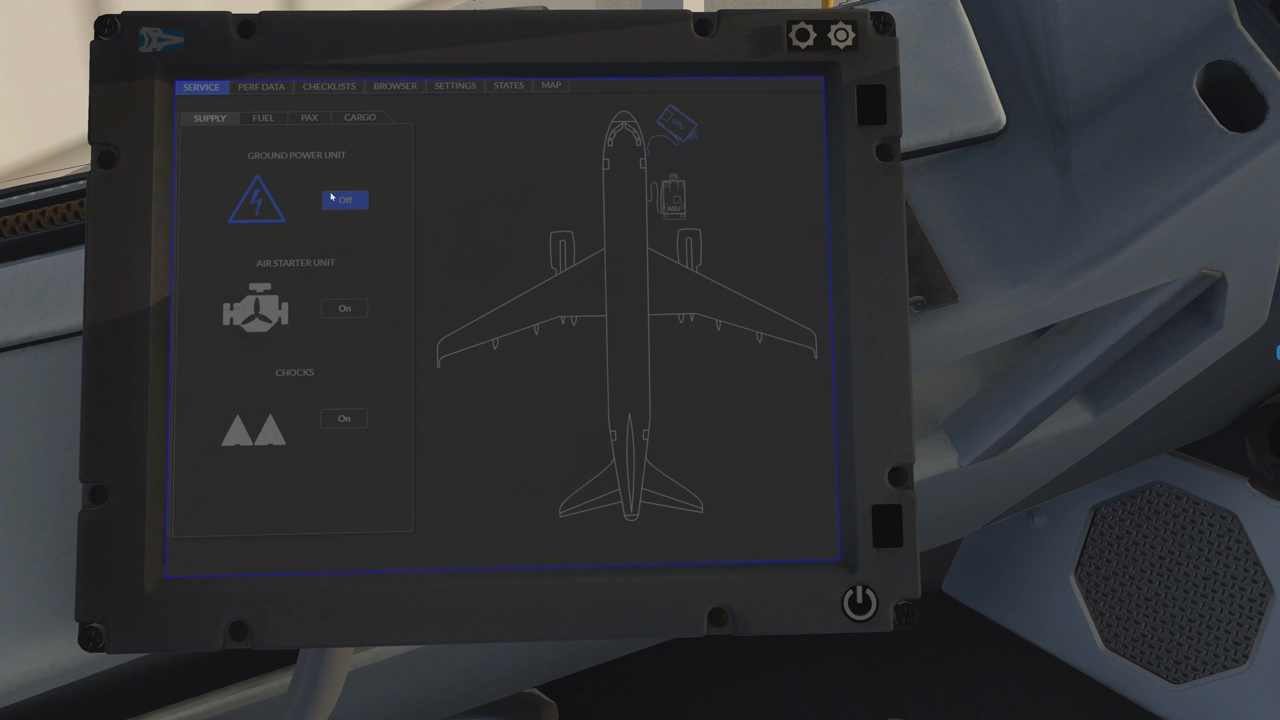 SERVICE PERF DATA CHECKLISTS BROWSER SETTINGS STATES MAP
SUPPLY FUEL PAX CARGO
GROUND POWER UNIT
Off
AIR STARTER UNIT
On
CHOCKS
On
GPU
ASU